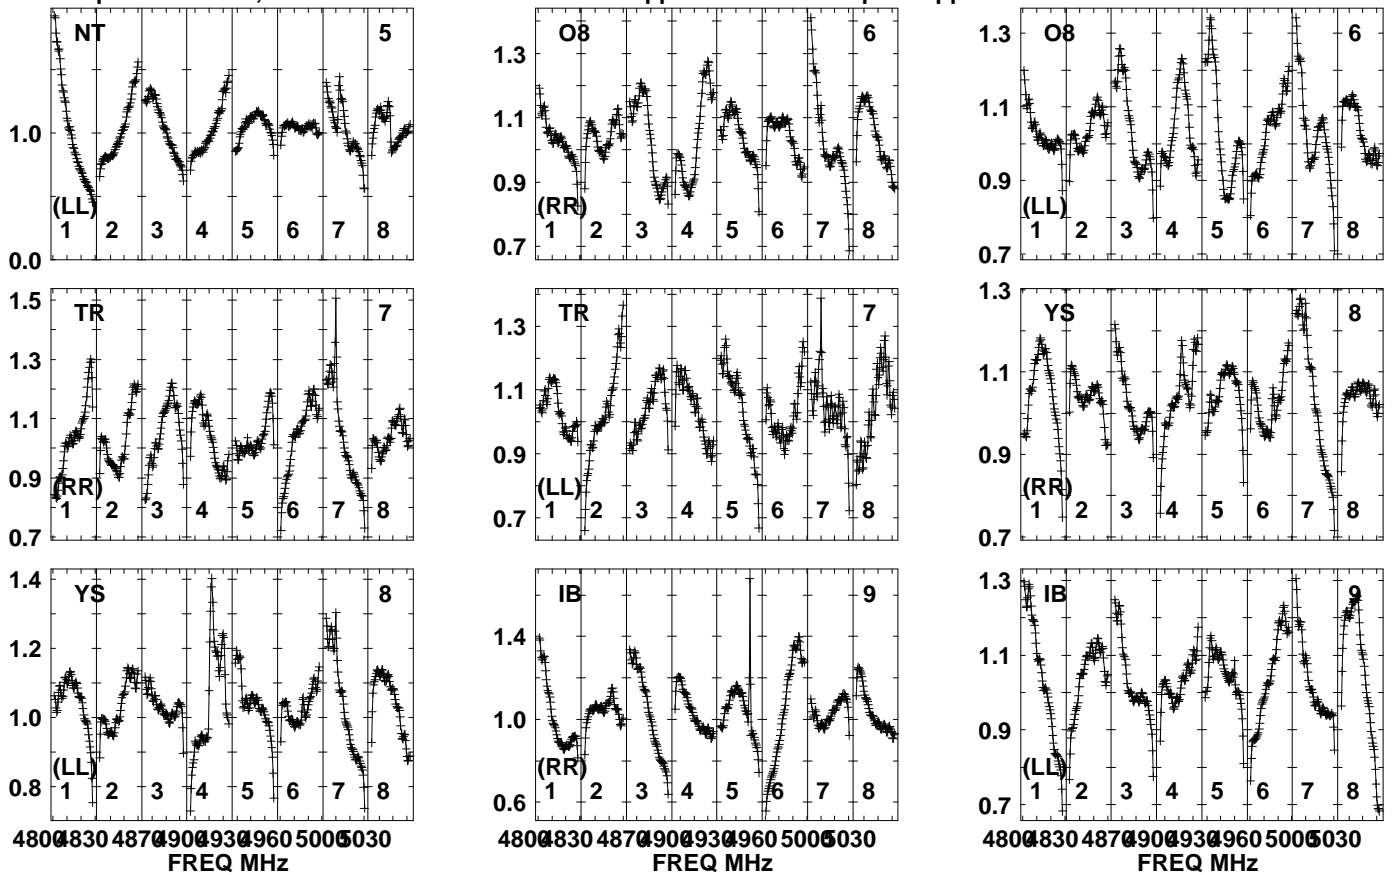 NT 5
1.0
(LL)
1 2 3 4 5 6 7 8
0.0
O8 6
1.3
1.1
0.9
(RR)
1 2 3 4 5 6 7 8
0.7
O8 6
1.3
1.1
0.9
(LL)
1 2 3 4 5 6 7 8
0.7
TR 7
1.5
1.3
1.1
0.9
(RR)
1 2 3 4 5 6 7 8
0.7
TR 7
1.3
1.1
0.9
(LL)
1 2 3 4 5 6 7 8
0.7
YS 8
1.3
1.1
0.9
(RR)
1 2 3 4 5 6 7 8
0.7
YS 8
1.4
1.2
1.0
(LL)
0.8
1 2 3 4 5 6 7 8
4800 4830 4870 4900 4930 4960 5000 5030
FREQ MHz
IB 9
1.4
1.0
(RR)
1 2 3 4 5 6 7 8
0.6
4800 4830 4870 4900 4930 4960 5000 5030
FREQ MHz
IB 9
1.3
1.1
0.9
(LL)
1 2 3 4 5 6 7 8
0.7
4800 4830 4870 4900 4930 4960 5000 5030
FREQ MHz